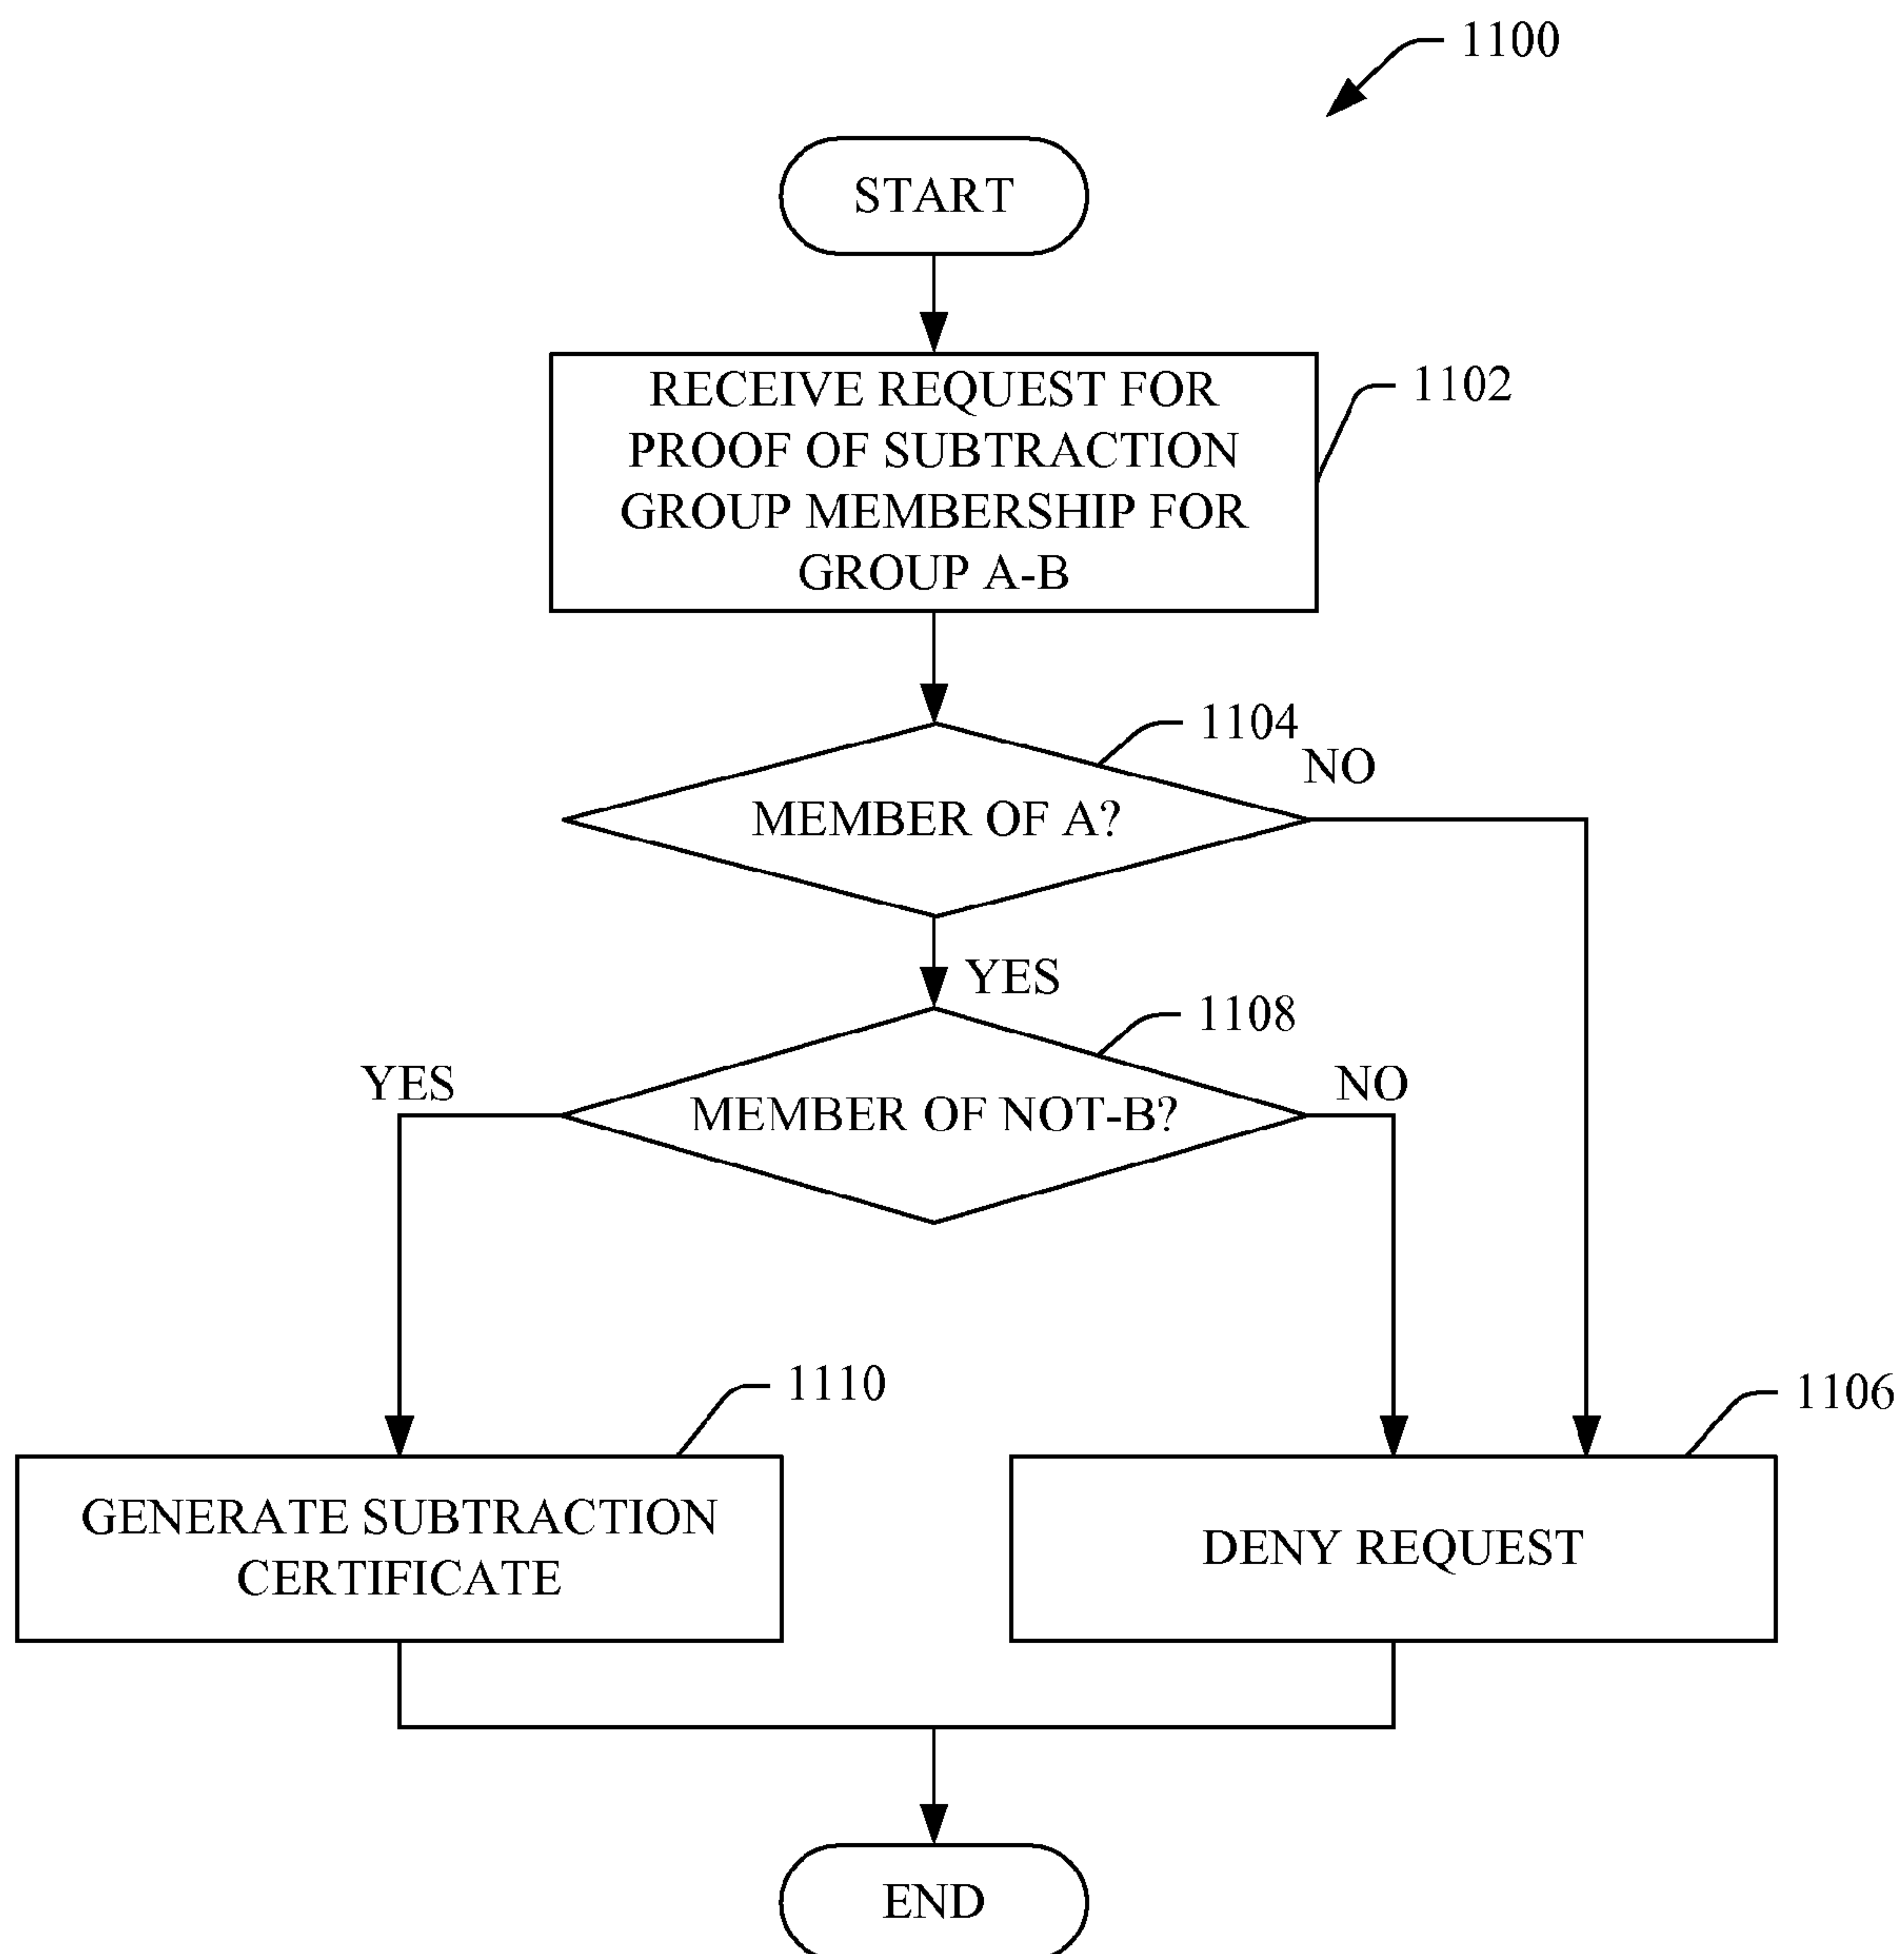 1100
START
RECEIVE REQUEST FOR
PROOF OF SUBTRACTION
GROUP MEMBERSHIP FOR
GROUP A-B
1102
1104
NO
MEMBER OF A?
YES
1108
YES
NO
MEMBER OF NOT-B?
1110
1106
GENERATE SUBTRACTION
CERTIFICATE
DENY REQUEST
END